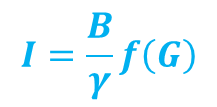 I = B/γ f(G)